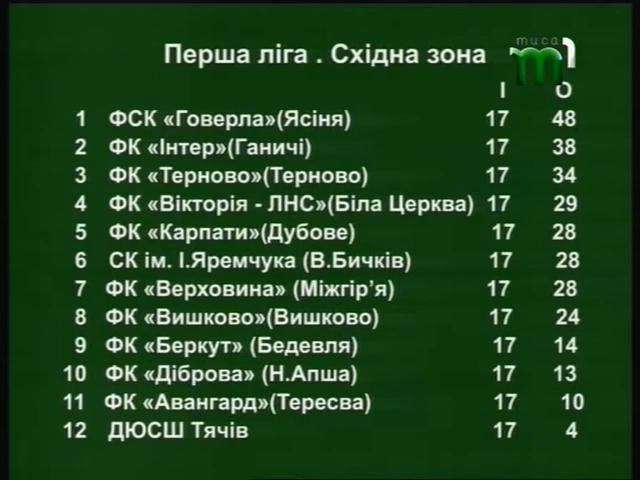 тиса
Перша ліга . Східна зона
І О
1 ФСК «Говерла»(Ясіня) 17 48
2 ФК «Інтер»(Ганичі) 17 38
3 ФК «Терново»(Терново) 17 34
4 ФК «Вікторія - ЛНС»(Біла Церква) 17 29
5 ФК «Карпати»(Дубове) 17 28
6 СК ім. І.Яремчука (В.Бичків) 17 28
7 ФК «Верховина» (Міжгір’я) 17 28
8 ФК «Вишково»(Вишково) 17 24
9 ФК «Беркут» (Бедевля) 17 14
10 ФК «Діброва» (Н.Апша) 17 13
11 ФК «Авангард»(Тересва) 17 10
12 ДЮСШ Тячів 17 4